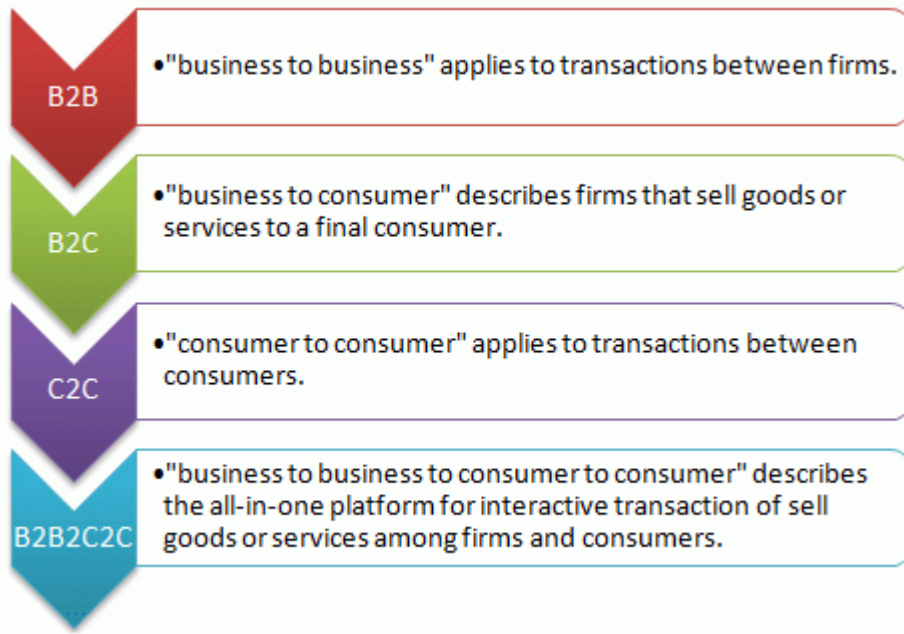 B2B
•"business to business" applies to transactions between firms.
B2C
•"business to consumer" describes firms that sell goods or
services to a final consumer.
C2C
•"consumer to consumer" applies to transactions between
consumers.
B2B2C2C
...
•"business to business to consumer to consumer" describes
the all-in-one platform for interactive transaction of sell
goods or services among firms and consumers.